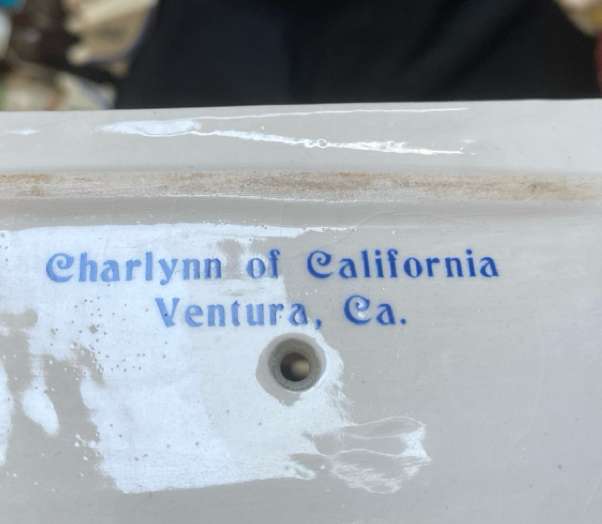 Charlynn of California
Ventura, Ca.